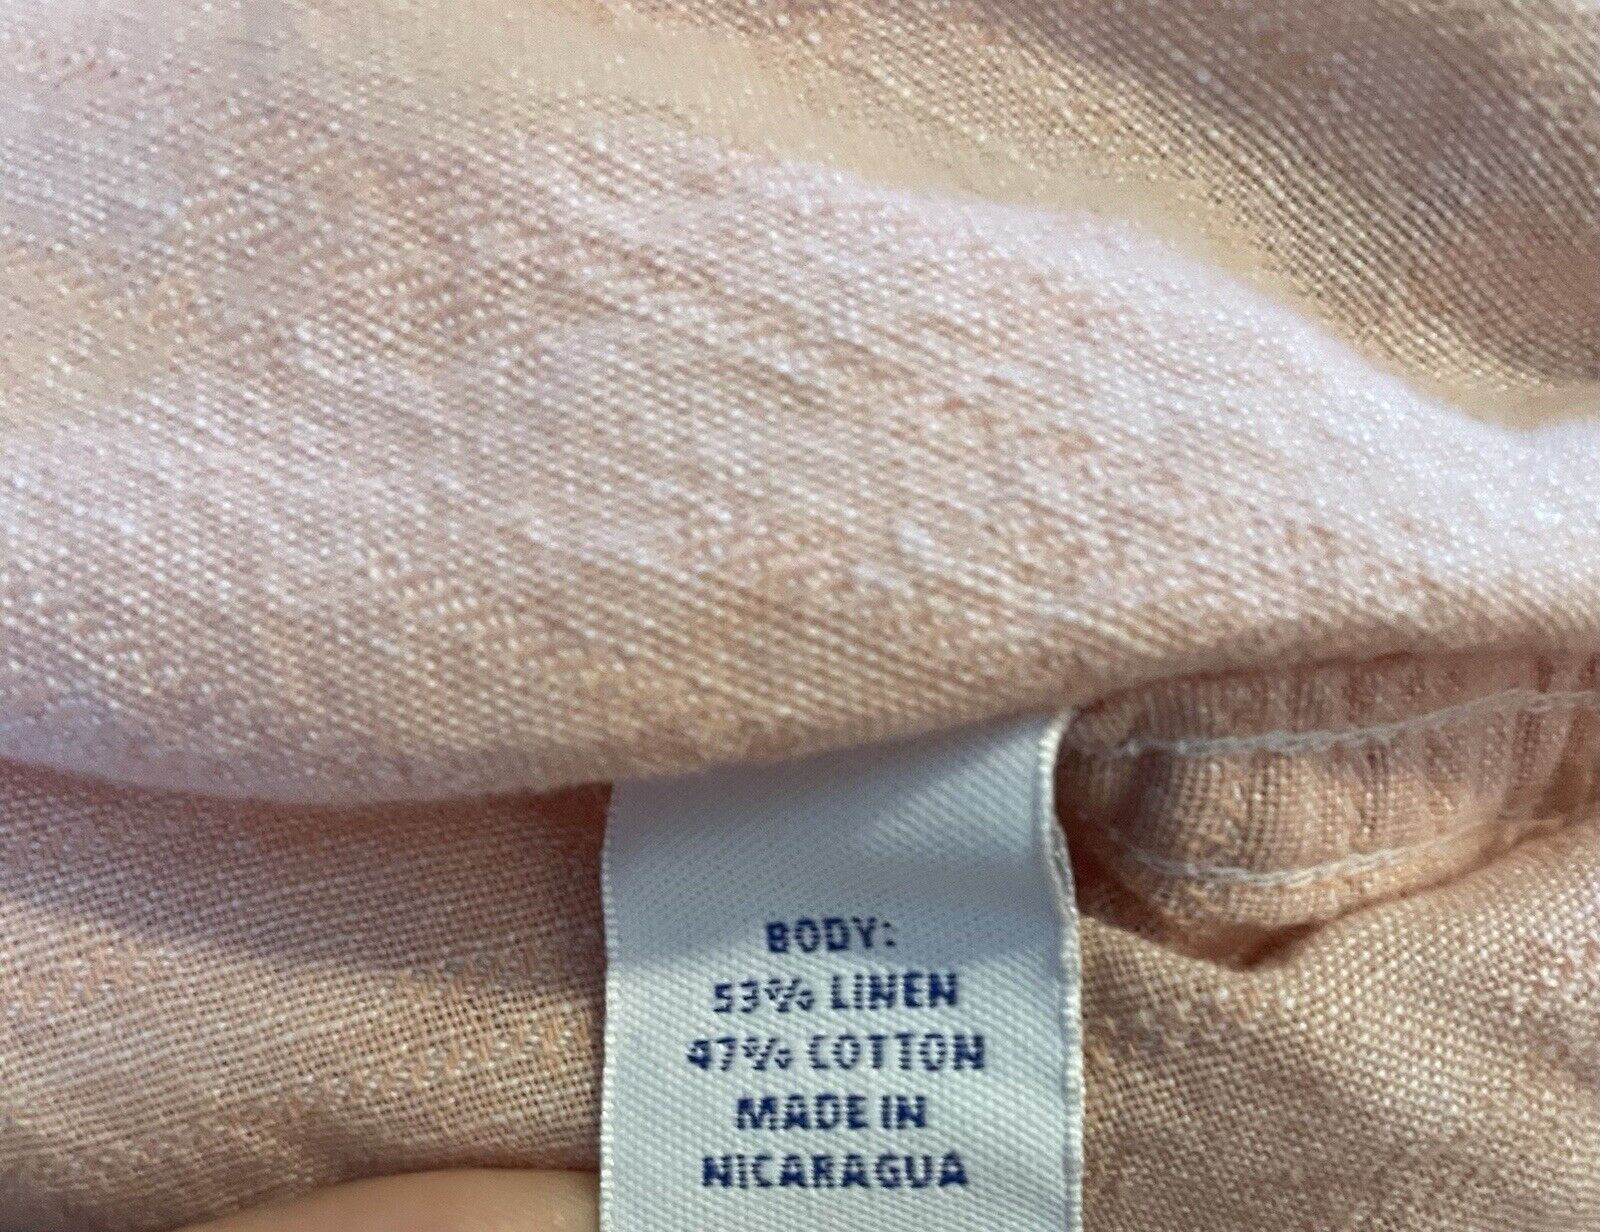 BODY:
53% LINEN
47% COTTON
MADE IN
NICARAGUA